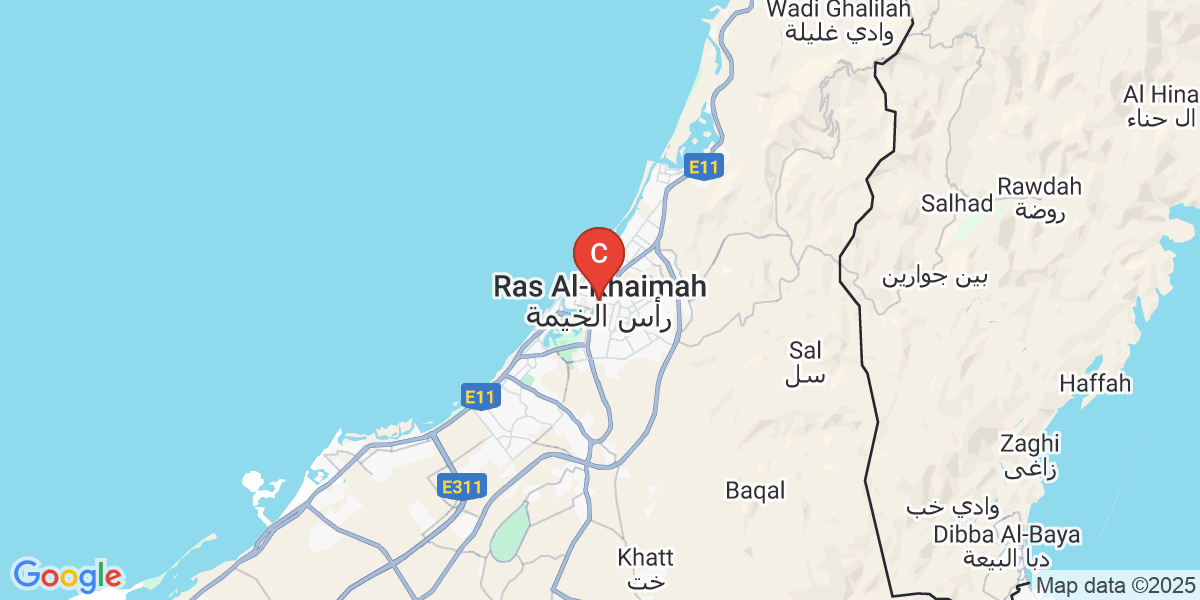 Wadi Ghalilah
وادي غليلة
Al Hina
ال حناء
E11
Rawdah
روضة
Salhad
C
بين جوارين
Ras Al-Khaimah
رأس الخيمة
Sal
سل
Haffah
E11
Zaghi
زاغى
E311
Baqal
وادي خب
Dibba Al-Baya
دبا البيعة
Khatt
خت
Google
Map data ©2025